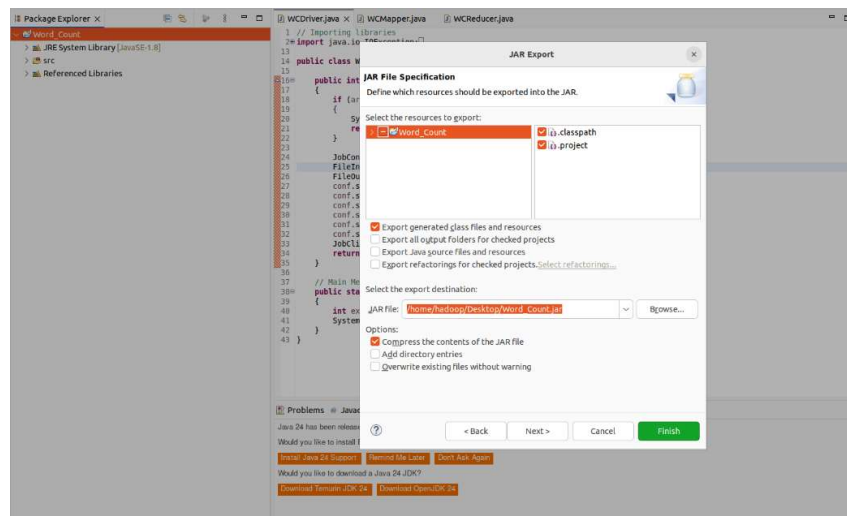 Package Explorer ×
Word_Count
JRE System Library [JavaSE-1.8]
src
Referenced Libraries
WCDriver.java × WCMapper.java WCReducer.java
1 // Importing libraries
2 import java.io.IOException;
13
14 public class W
15
16 public int
17 {
18 if (ar
19 {
20 Sy
21 re
22 }
23
24 JobCon
25 FileIn
26 FileOu
27 conf.s
28 conf.s
29 conf.s
30 conf.s
31 conf.s
32 conf.s
33 JobCli
34 return
35 }
36
37 // Main Me
38 public sta
39 {
40 int ex
41 System
42 }
43 }
JAR Export
JAR File Specification
Define which resources should be exported into the JAR.
Select the resources to export:
Word_Count
.classpath
.project
Export generated class files and resources
Export all output folders for checked projects
Export Java source files and resources
Export refactorings for checked projects. Select refactorings...
Select the export destination:
JAR file: /home/hadoop/Desktop/Word_Count.jar Browse...
Options:
Compress the contents of the JAR file
Add directory entries
Overwrite existing files without warning
? < Back Next > Cancel Finish
Problems Javad
Java 24 has been release
Would you like to install
Install Java 24 Support Remind Me Later Don't Ask Again
Would you like to download a Java 24 JDK?
Download Temurin JDK 24 Download OpenJDK 24